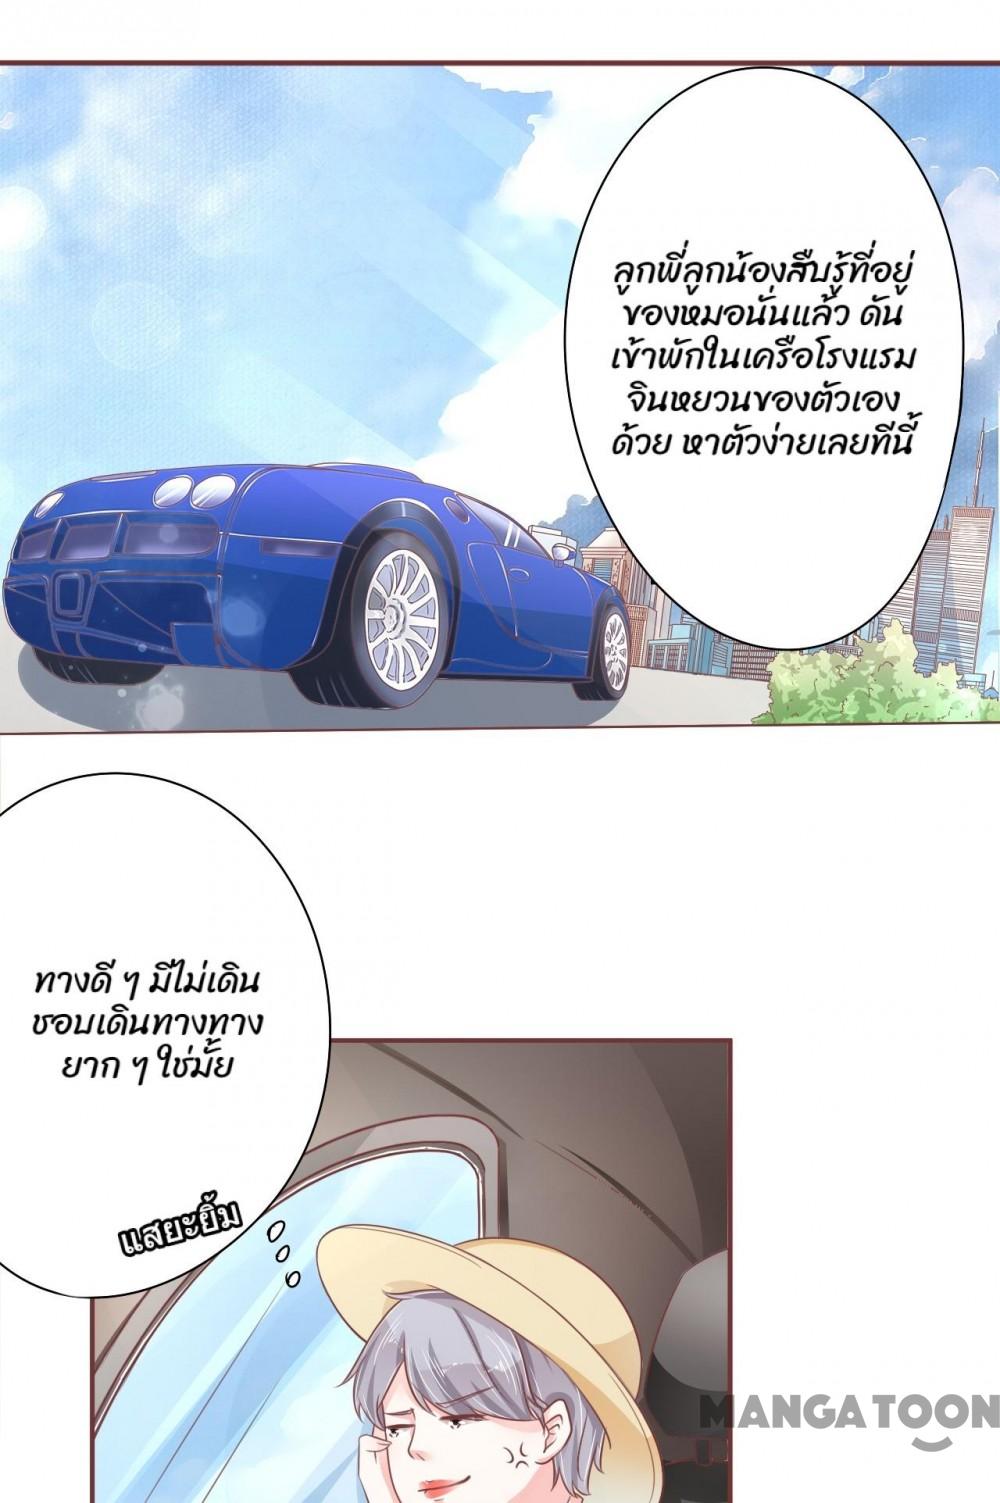 ลูกพี่ลูกน้องสืบรู้ที่อยู่
ของหมอนั่นแล้ว ดัน
เข้าพักในเครือโรงแรม
จินหยวนของตัวเอง
ด้วย หาตัวง่ายเลยทีนี้
ทางดี ๆ มีไม่เดิน
ชอบเดินทางทาง
ยาก ๆ ใช่มั้ย
แสยะยิ้ม
MANGATOON